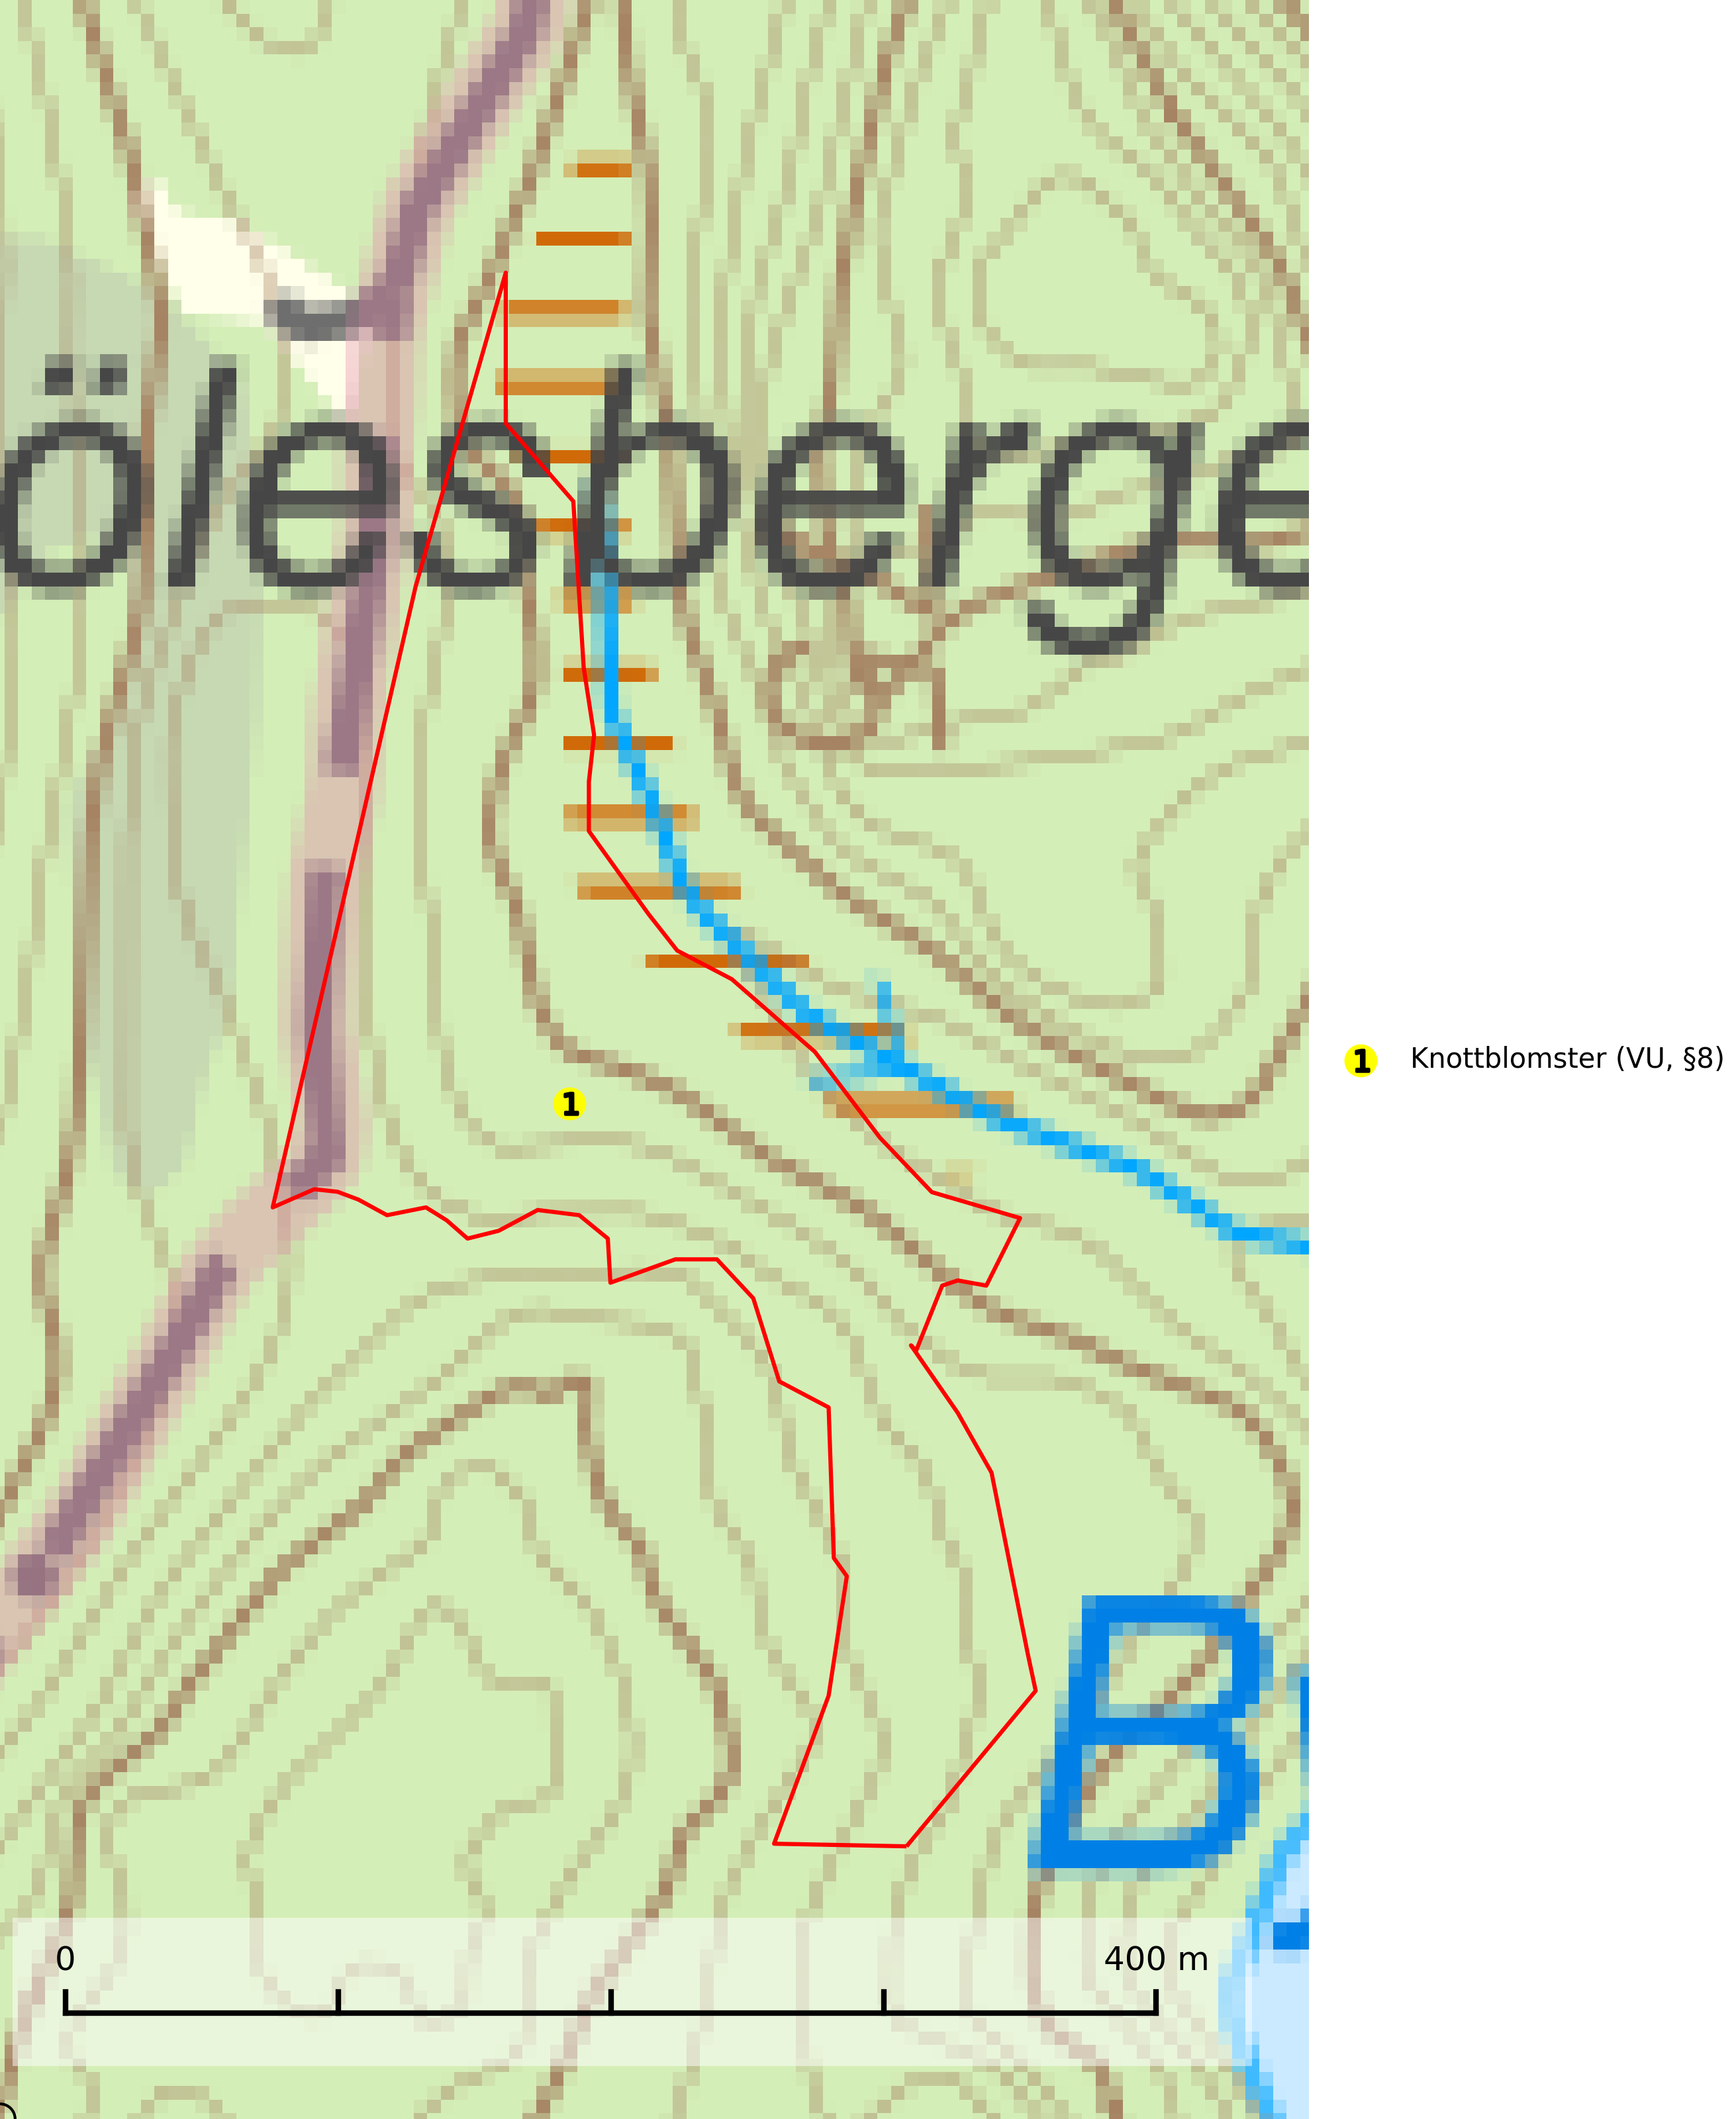 ölesberge
1
1 Knottblomster (VU, §8)
B
0 400 m